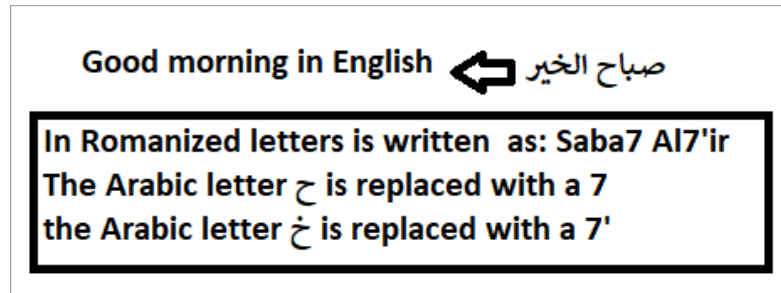 Good morning in English صباح الخير
In Romanized letters is written as: Saba7 Al7'ir
The Arabic letter ح is replaced with a 7
the Arabic letter خ is replaced with a 7'